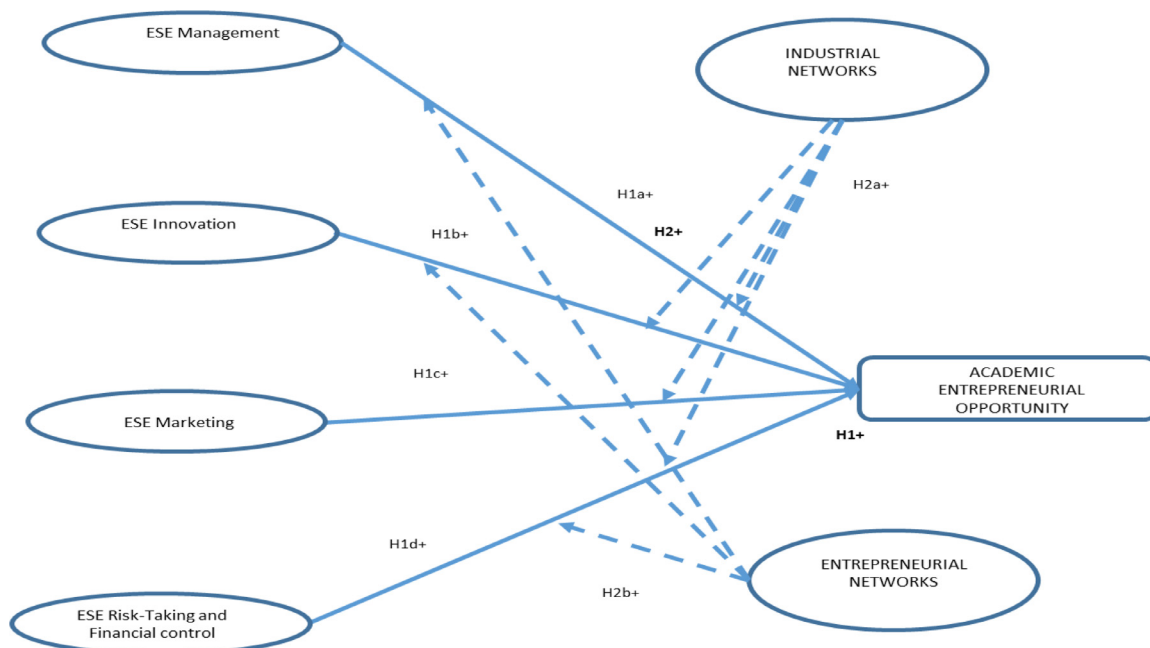 ESE Management
INDUSTRIAL
NETWORKS
H1a+
H2a+
ESE Innovation
H1b+
H2+
H1c+
ACADEMIC
ENTREPRENEURIAL
OPPORTUNITY
ESE Marketing
H1+
H1d+
ENTREPRENEURIAL
NETWORKS
H2b+
ESE Risk-Taking and
Financial control